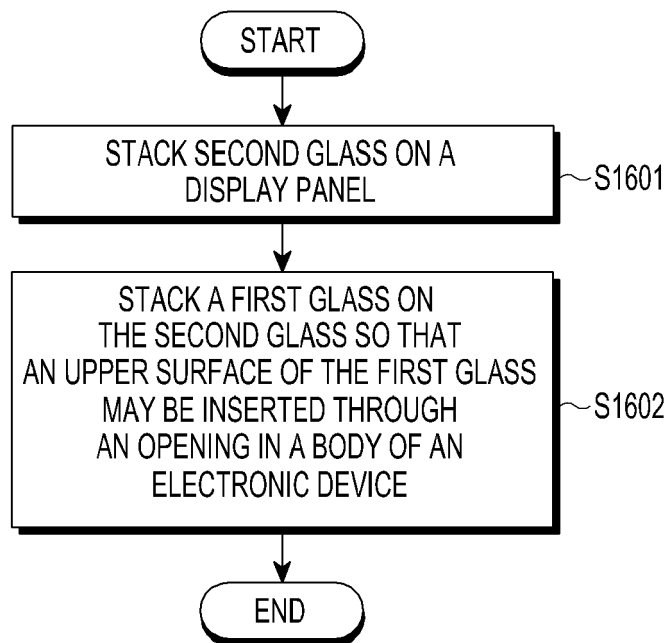 START
STACK SECOND GLASS ON A
DISPLAY PANEL
S1601
STACK A FIRST GLASS ON
THE SECOND GLASS SO THAT
AN UPPER SURFACE OF THE FIRST GLASS
MAY BE INSERTED THROUGH
AN OPENING IN A BODY OF AN
ELECTRONIC DEVICE
S1602
END